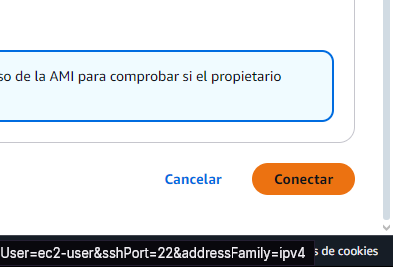 so de la AMI para comprobar si el propietario
Cancelar
Conectar
User=ec2-user&sshPort=22&addressFamily=ipv4
s de cookies